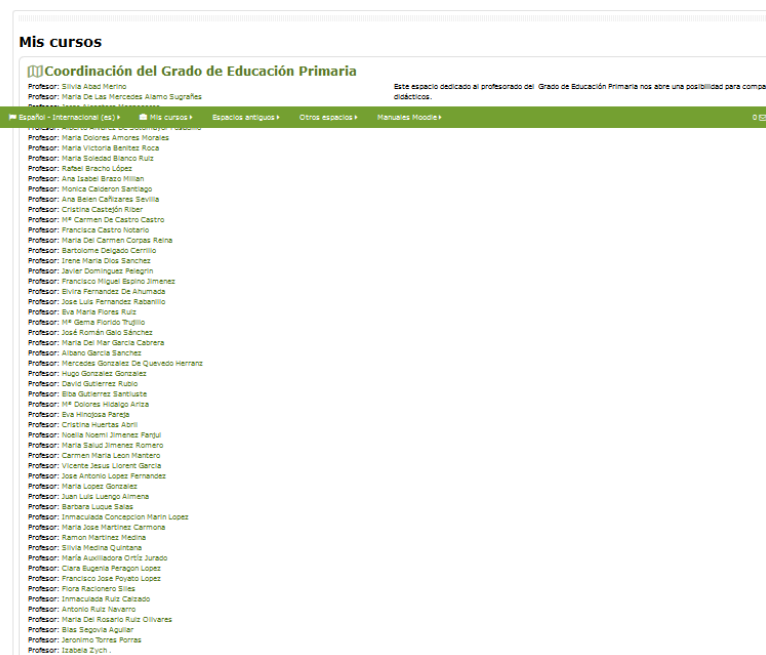 Mis cursos
Coordinación del Grado de Educación Primaria
Profesor: Silvia Abad Merino
Este espacio dedicado al profesorado del Grado de Educación Primaria nos abre una posibilidad para compa
Profesor: Maria De Las Mercedes Alamo Sugrañes
didácticos.
Español - Internacional (es)
Mis cursos
Espacios antiguos
Otros espacios
Manuales Moodle
0
Profesor: Maria Dolores Amores Morales
Profesor: Maria Victoria Benitez Roca
Profesor: Maria Soledad Blanco Ruiz
Profesor: Rafael Bracho López
Profesor: Ana Isabel Brazo Millan
Profesor: Monica Calderon Santiago
Profesor: Ana Belen Cañizares Sevilla
Profesor: Cristina Castejón Riber
Profesor: Mª Carmen De Castro Castro
Profesor: Francisca Castro Notario
Profesor: Maria Del Carmen Corpas Reina
Profesor: Bartolome Delgado Cerrillo
Profesor: Irene Maria Dios Sanchez
Profesor: Javier Dominguez Pelegrin
Profesor: Francisco Miguel Espino Jimenez
Profesor: Elvira Fernandez De Ahumada
Profesor: Jose Luis Fernandez Rabanillo
Profesor: Eva Maria Flores Ruiz
Profesor: Mª Gema Florido Trujillo
Profesor: José Román Galo Sánchez
Profesor: Maria Del Mar Garcia Cabrera
Profesor: Albano Garcia Sanchez
Profesor: Mercedes Gonzalez De Quevedo Herranz
Profesor: Hugo Gonzalez Gonzalez
Profesor: David Gutierrez Rubio
Profesor: Elba Gutierrez Santiuste
Profesor: Mª Dolores Hidalgo Ariza
Profesor: Eva Hinojosa Pareja
Profesor: Cristina Huertas Abril
Profesor: Noelia Noemi Jimenez Fanjul
Profesor: Maria Salud Jimenez Romero
Profesor: Carmen Maria Leon Mantero
Profesor: Vicente Jesus Llorent Garcia
Profesor: Jose Antonio Lopez Fernandez
Profesor: Maria Lopez Gonzalez
Profesor: Juan Luis Luengo Almena
Profesor: Barbara Luque Salas
Profesor: Inmaculada Concepcion Marin Lopez
Profesor: Maria Jose Martinez Carmona
Profesor: Ramon Martinez Medina
Profesor: Silvia Medina Quintana
Profesor: María Auxiliadora Ortíz Jurado
Profesor: Clara Eugenia Peragon Lopez
Profesor: Francisco Jose Poyato Lopez
Profesor: Flora Racionero Siles
Profesor: Inmaculada Ruiz Calzado
Profesor: Antonio Ruiz Navarro
Profesor: Maria Del Rosario Ruiz Olivares
Profesor: Blas Segovia Aguilar
Profesor: Jeronimo Torres Porras
Profesor: Izabela Zych .